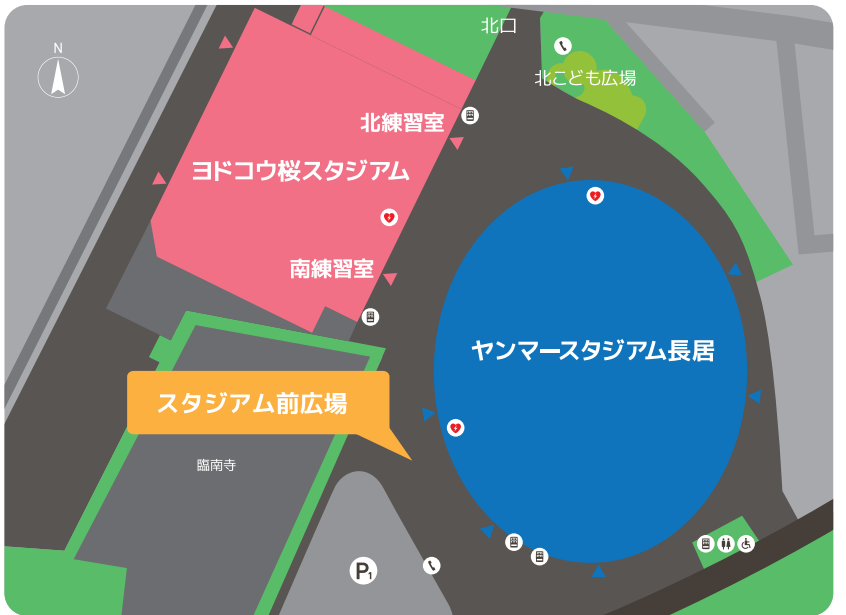 北口
N
北こども広場
北練習室
ヨドコウ桜スタジアム
南練習室
ヤンマースタジアム長居
スタジアム前広場
臨南寺
P1